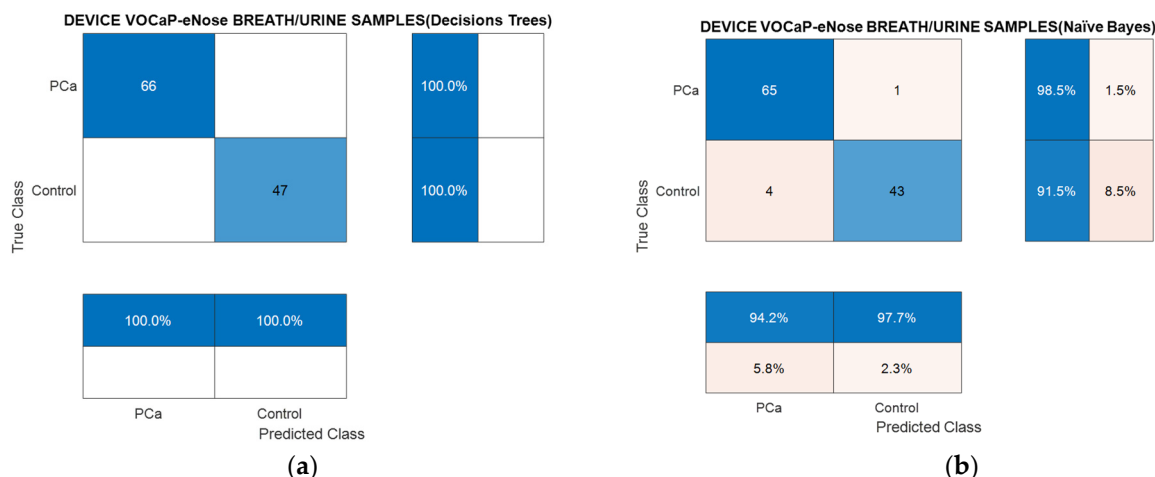 DEVICE VOCaP-eNose BREATH/URINE SAMPLES(Decisions Trees)
PCa
66
100.0%
Control
47
100.0%
True Class
100.0% 100.0%
PCa Control
Predicted Class
(a)
DEVICE VOCaP-eNose BREATH/URINE SAMPLES(Naïve Bayes)
PCa
65 1
98.5% 1.5%
Control
4 43
91.5% 8.5%
True Class
94.2% 97.7%
5.8% 2.3%
PCa Control
Predicted Class
(b)